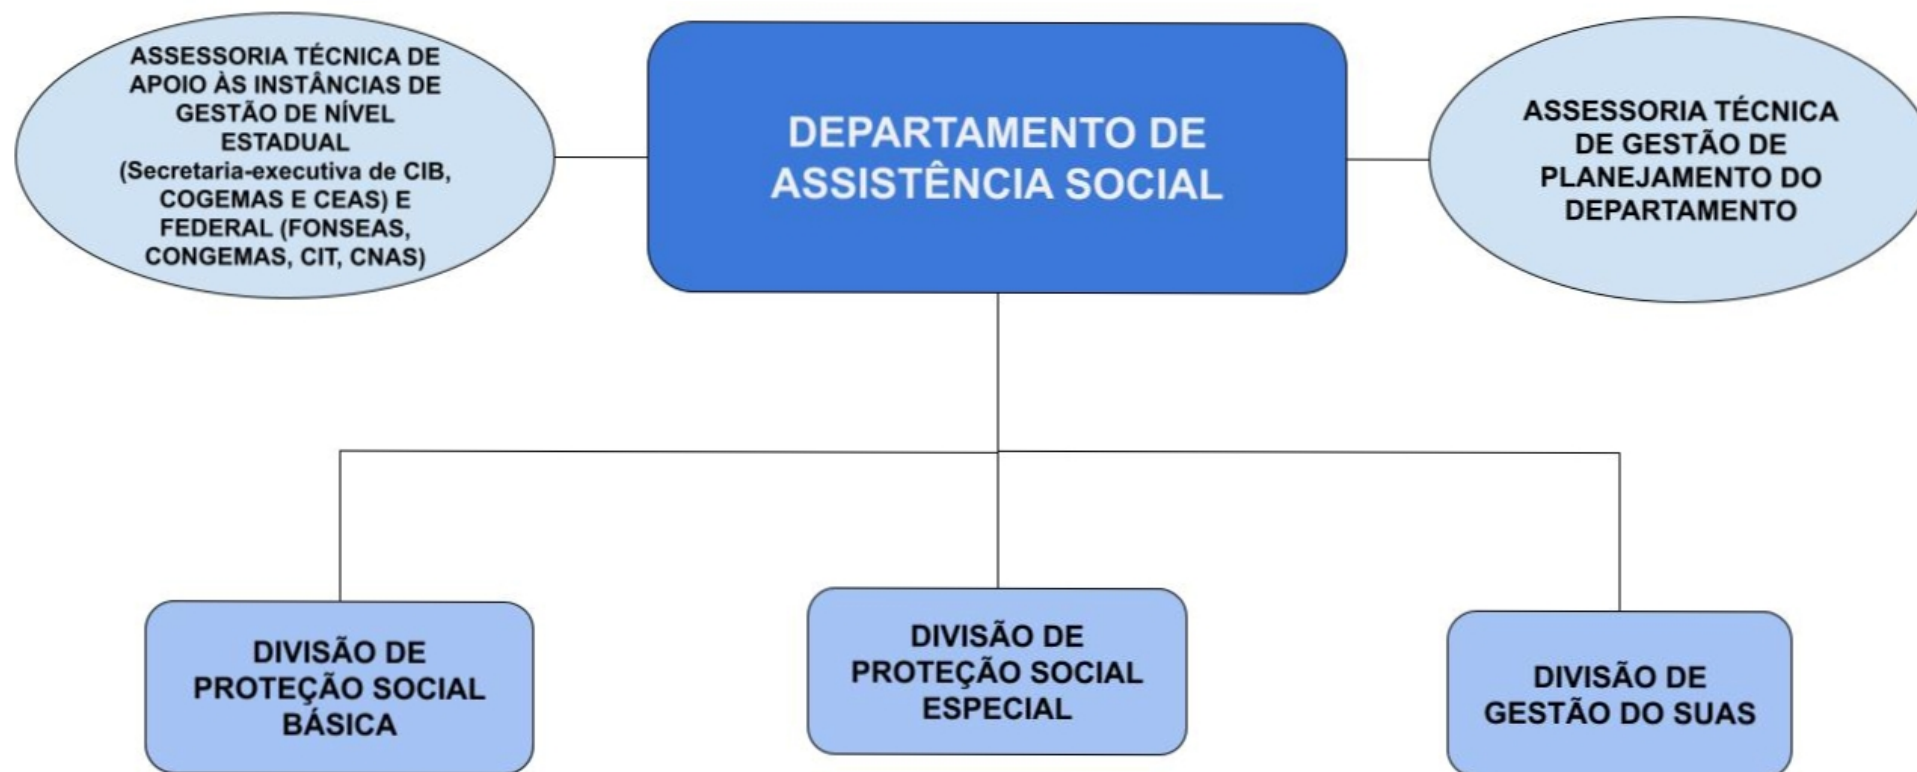 ASSESSORIA TÉCNICA DE
APOIO ÀS INSTÂNCIAS DE
GESTÃO DE NÍVEL
ESTADUAL
(Secretaria-executiva de CIB,
COGEMAS E CEAS) E
FEDERAL (FONSEAS,
CONGEMAS, CIT, CNAS)
DEPARTAMENTO DE
ASSISTÊNCIA SOCIAL
ASSESSORIA TÉCNICA
DE GESTÃO DE
PLANEJAMENTO DO
DEPARTAMENTO
DIVISÃO DE
PROTEÇÃO SOCIAL
BÁSICA
DIVISÃO DE
PROTEÇÃO SOCIAL
ESPECIAL
DIVISÃO DE
GESTÃO DO SUAS